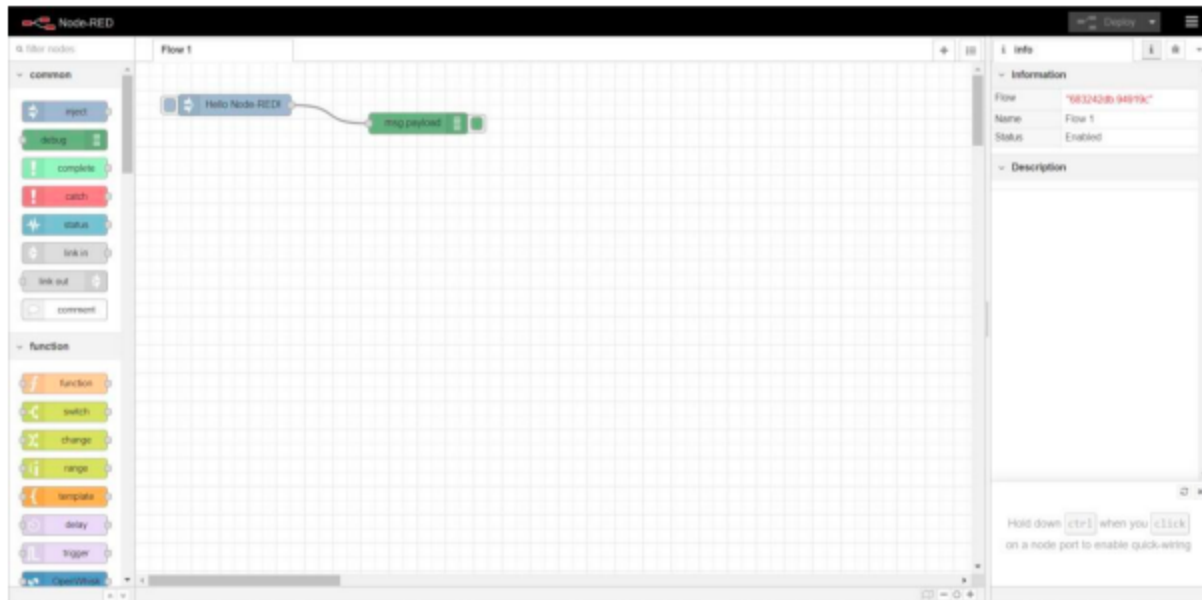 Node-RED
Deploy
filter nodes
Flow 1
i info
i
common
inject
debug
complete
catch
status
link in
link out
comment
function
function
switch
change
range
template
delay
trigger
OpenWhisk
Hello Node-RED!
msg.payload
Information
Flow "683242db.94919c"
Name Flow 1
Status Enabled
Description
Hold down ctrl when you click
on a node port to enable quick-wiring